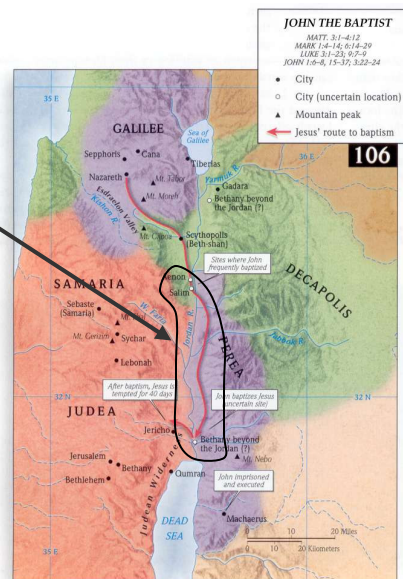 JOHN THE BAPTIST
MATT. 3:1–4:12
MARK 1:4–14; 6:14–29
LUKE 3:1–23; 9:7–9
JOHN 1:6–8, 15–37; 3:22–24
City
City (uncertain location)
Mountain peak
Jesus' route to baptism
106
35 E
36 E
GALILEE
Sea of
Galilee
Sepphoris
Cana
Tiberias
Nazareth
Mt. Tabor
Yarmuk R.
Mt. Moreh
Gadara
Bethany beyond
the Jordan (?)
Esdraelon Valley
Kishon R.
Mt. Gilboa
Scythopolis
(Beth-shan)
Sites where John
frequently baptized
DECAPOLIS
SAMARIA
Salim
Sebaste
(Samaria)
W. Faria
Jordan R.
Mt. Gerizim
Sychar
Jabbok R.
PEREA
Lebonah
32 N
32 N
After baptism, Jesus is
tempted for 40 days
John baptizes Jesus
(uncertain site)
JUDEA
Jericho
Bethany beyond
the Jordan (?)
Mt. Nebo
Jerusalem
Bethany
Bethlehem
Judean Wilderness
Qumran
John imprisoned
and executed
DEAD
SEA
Machaerus
0 10 20 Miles
0 10 20 Kilometers
35 E